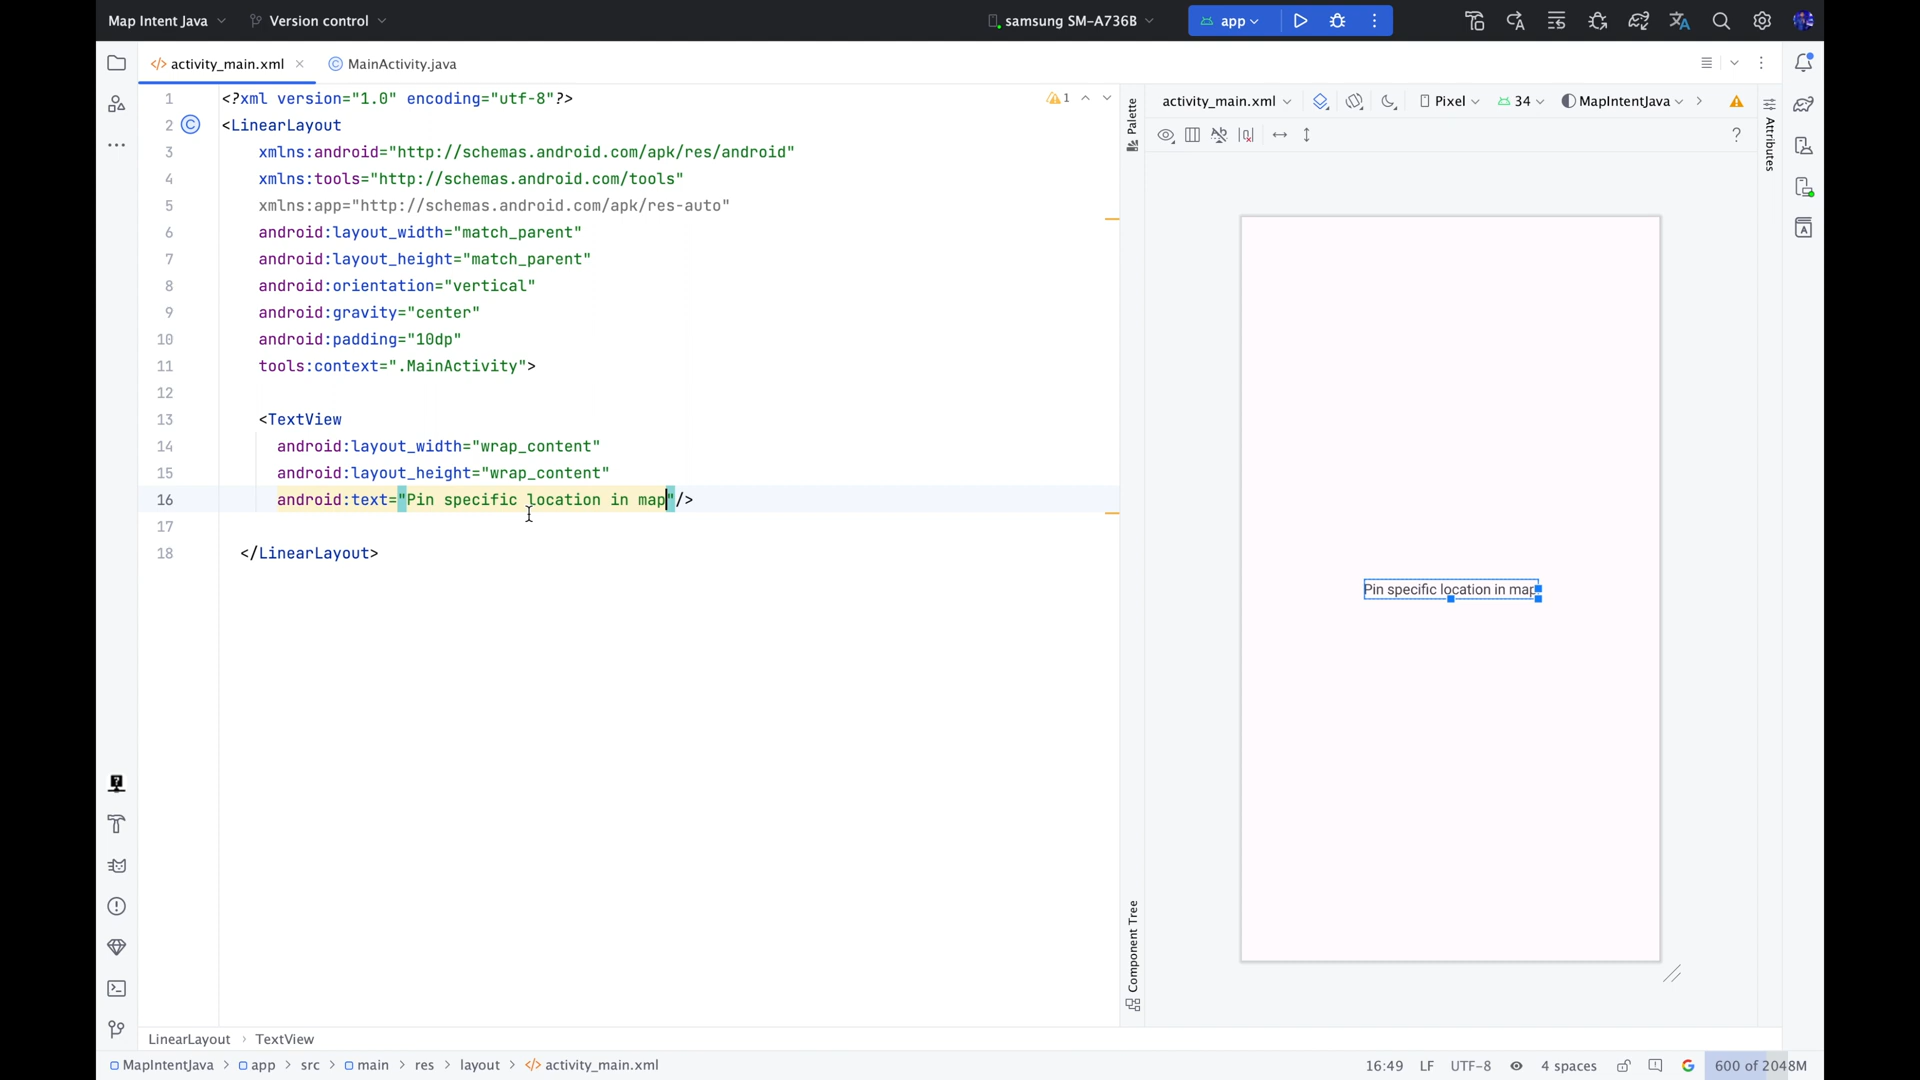 Map Intent Java
Version control
samsung SM-A736B
app
activity_main.xml
MainActivity.java
1 <?xml version="1.0" encoding="utf-8"?>
2 <LinearLayout
3 xmlns:android="http://schemas.android.com/apk/res/android"
4 xmlns:tools="http://schemas.android.com/tools"
5 xmlns:app="http://schemas.android.com/apk/res-auto"
6 android:layout_width="match_parent"
7 android:layout_height="match_parent"
8 android:orientation="vertical"
9 android:gravity="center"
10 android:padding="10dp"
11 tools:context=".MainActivity">
12
13 <TextView
14 android:layout_width="wrap_content"
15 android:layout_height="wrap_content"
16 android:text="Pin specific location in map"/>
17
18 </LinearLayout>
1
Palette
activity_main.xml
Pixel
34
MapIntentJava
Attributes
Pin specific location in map
Component Tree
LinearLayout > TextView
MapIntentJava > app > src > main > res > layout > activity_main.xml
16:49 LF UTF-8 4 spaces 600 of 2048M